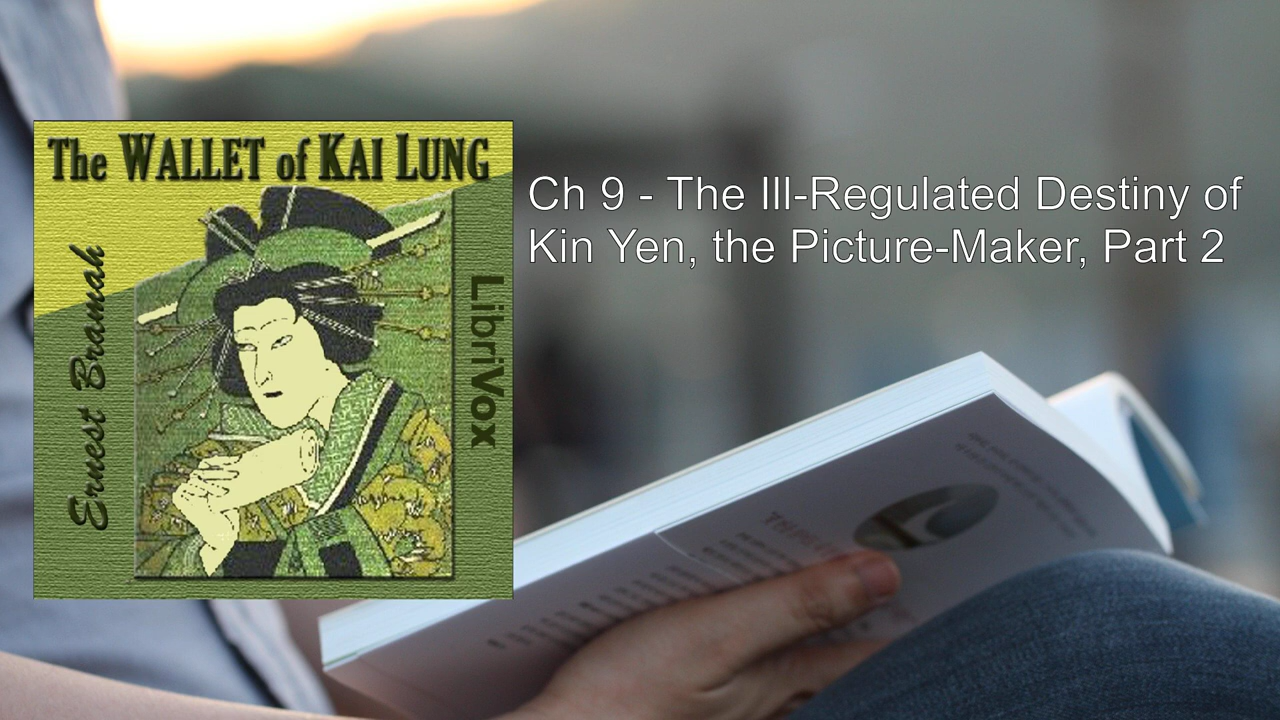 The WALLET of KAI LUNG
Ernest Bramah
LibriVox
Ch 9 - The Ill-Regulated Destiny of
Kin Yen, the Picture-Maker, Part 2